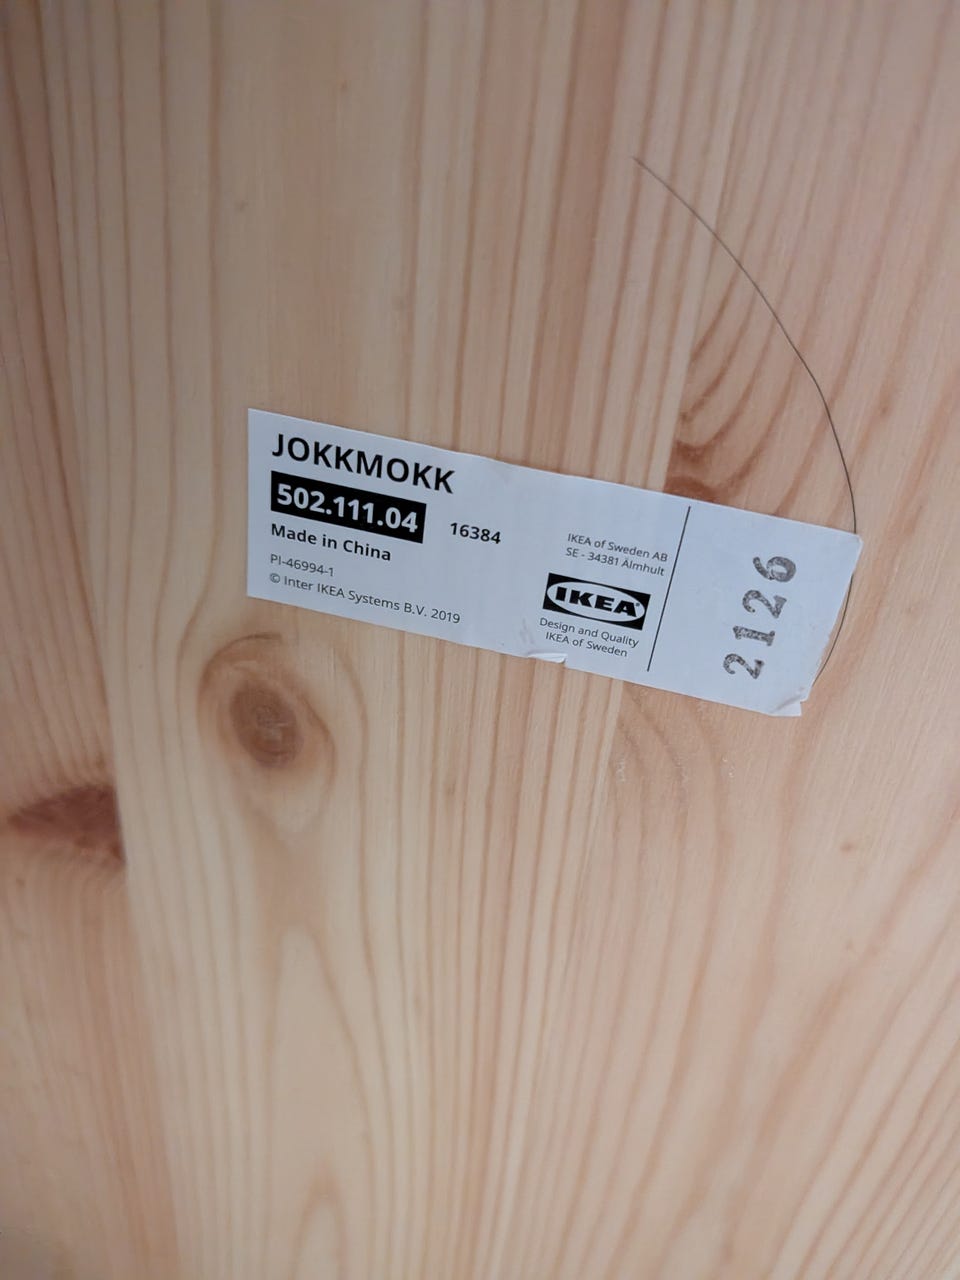 JOKKMOKK
502.111.04
16384
Made in China
PI-46994-1
© Inter IKEA Systems B.V. 2019
IKEA of Sweden AB
SE - 34381 Älmhult
IKEA
Design and Quality
IKEA of Sweden
2126